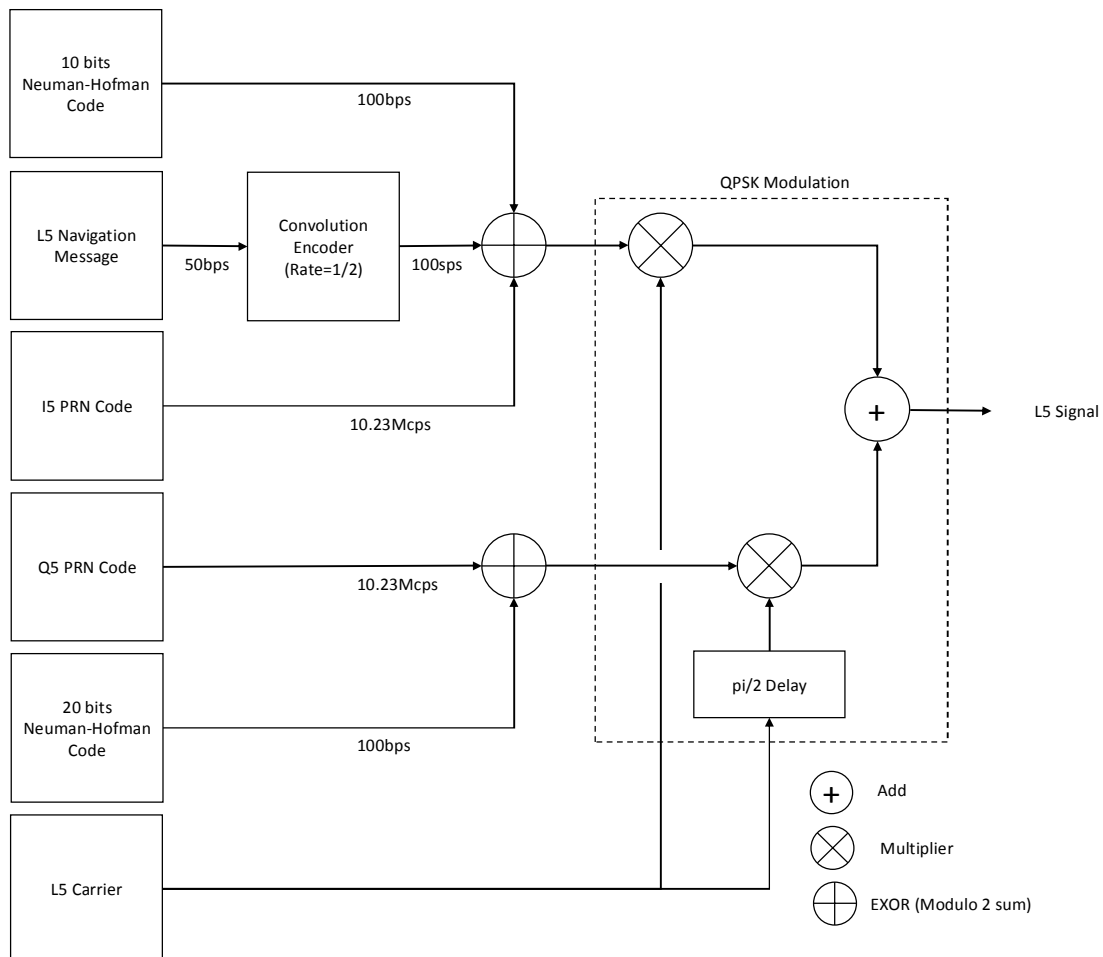 10 bits
Neuman-Hofman
Code
100bps
QPSK Modulation
L5 Navigation
Message
50bps
Convolution
Encoder
(Rate=1/2)
100sps
I5 PRN Code
10.23Mcps
+
L5 Signal
Q5 PRN Code
10.23Mcps
pi/2 Delay
20 bits
Neuman-Hofman
Code
100bps
+
Add
Multiplier
L5 Carrier
EXOR (Modulo 2 sum)